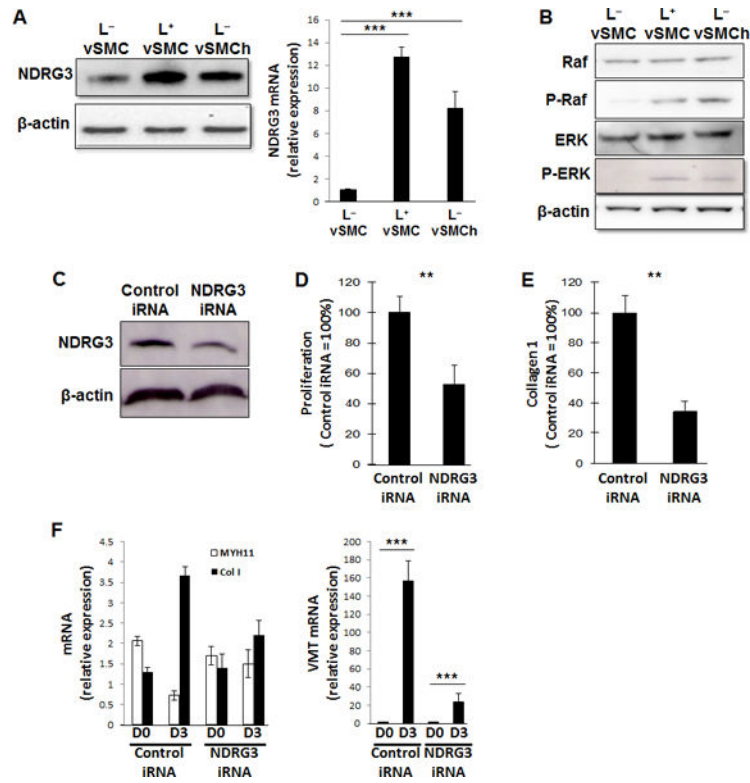 A
L⁻ L⁺ L⁻
vSMC vSMC vSMCh
NDRG3
β-actin
NDRG3 mRNA
(relative expression)
16
14
12
10
8
6
4
2
0
***
***
L⁻ L⁺ L⁻
vSMC vSMC vSMCh
B
L⁻ L⁺ L⁻
vSMC vSMC vSMCh
Raf
P-Raf
ERK
P-ERK
β-actin
C
Control NDRG3
iRNA iRNA
NDRG3
β-actin
D
Proliferation
( Control iRNA = 100%)
120
100
80
60
40
20
0
**
Control NDRG3
iRNA iRNA
E
Collagen 1
( Control iRNA = 100%)
120
100
80
60
40
20
0
**
Control NDRG3
iRNA iRNA
F
mRNA
(relative expression)
4.5
4
3.5
3
2.5
2
1.5
1
0.5
0
MYH11
Col I
D0 D3 D0 D3
Control NDRG3
iRNA iRNA
VMT mRNA
(relative expression)
200
180
160
140
120
100
80
60
40
20
0
***
***
D0 D3 D0 D3
Control NDRG3
iRNA iRNA